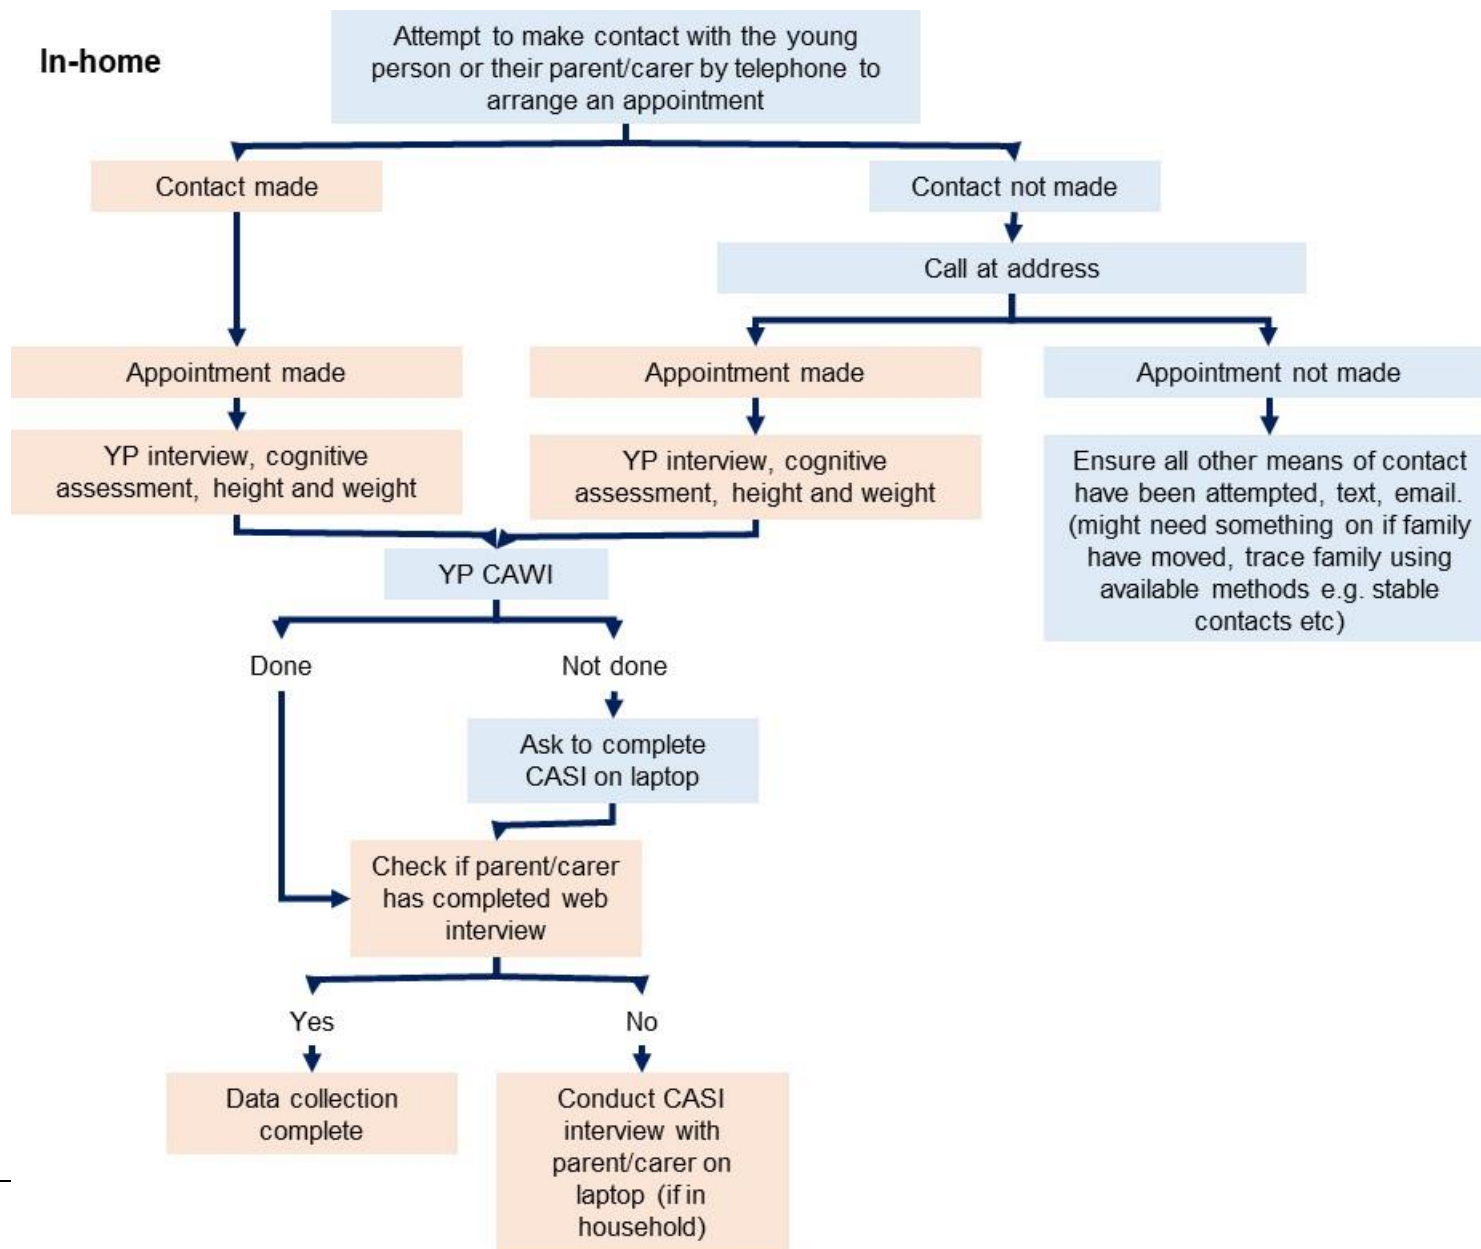 In-home
Attempt to make contact with the young
person or their parent/carer by telephone to
arrange an appointment
Contact made
Contact not made
Call at address
Appointment made
Appointment made
Appointment not made
YP interview, cognitive
assessment, height and weight
YP interview, cognitive
assessment, height and weight
Ensure all other means of contact
have been attempted, text, email.
(might need something on if family
have moved, trace family using
available methods e.g. stable
contacts etc)
YP CAWI
Done
Not done
Ask to complete
CASI on laptop
Check if parent/carer
has completed web
interview
Yes
No
Data collection
complete
Conduct CASI
interview with
parent/carer on
laptop (if in
household)